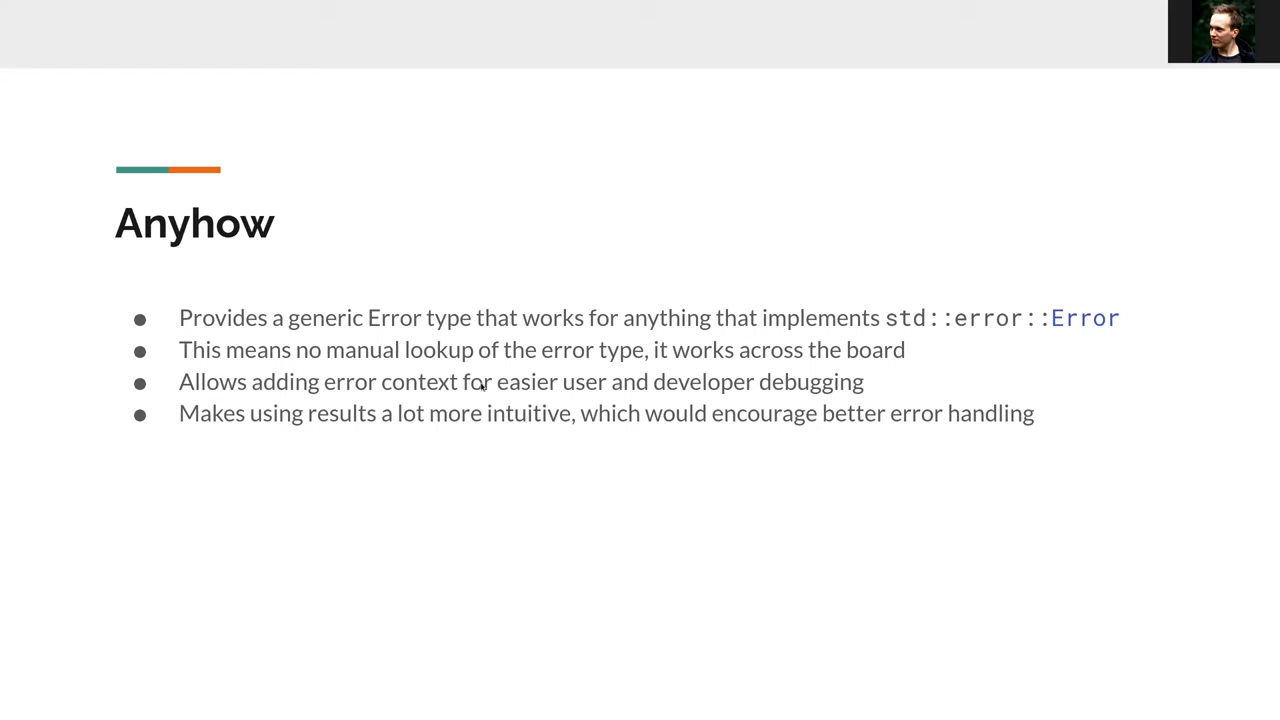 Anyhow
● Provides a generic Error type that works for anything that implements std::error::Error
● This means no manual lookup of the error type, it works across the board
● Allows adding error context for easier user and developer debugging
● Makes using results a lot more intuitive, which would encourage better error handling